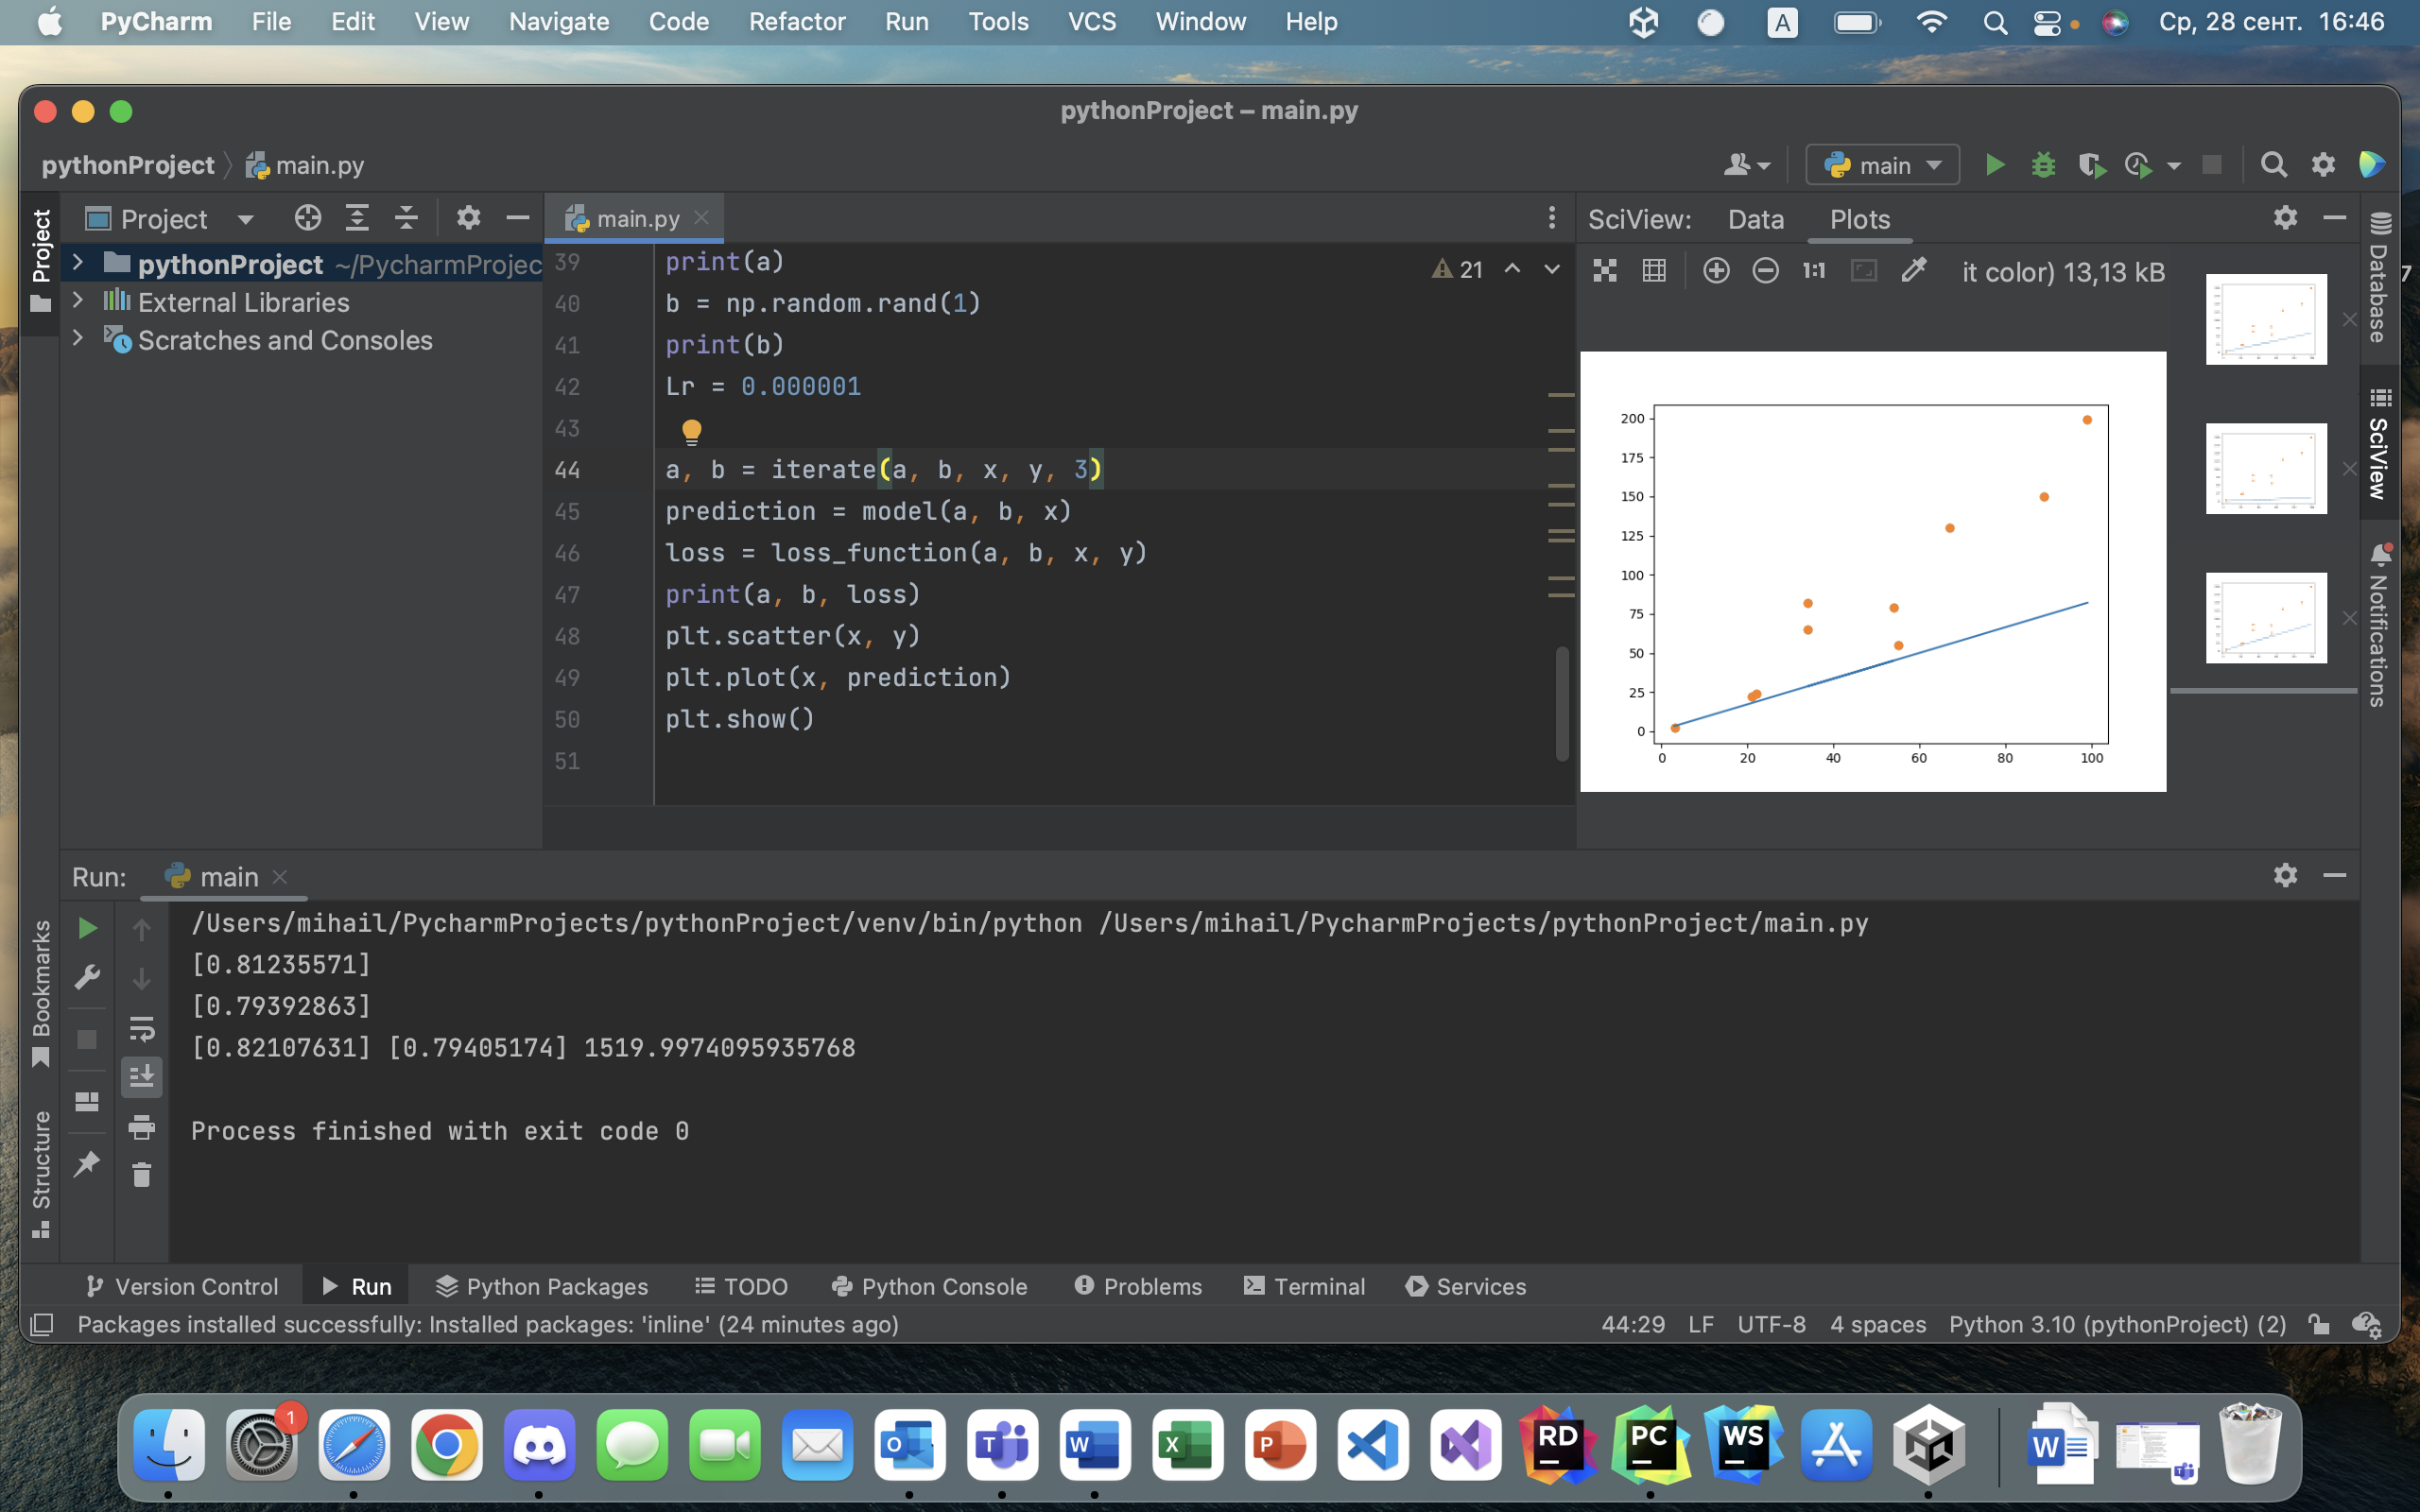 PyCharm File Edit View Navigate Code Refactor Run Tools VCS Window Help A Ср, 28 сент. 16:46
pythonProject – main.py
pythonProject main.py main
Project
Project
main.py
SciView: Data Plots
pythonProject ~/PycharmProjec
External Libraries
Scratches and Consoles
39 print(a)
40 b = np.random.rand(1)
41 print(b)
42 Lr = 0.000001
43
44 a, b = iterate(a, b, x, y, 3)
45 prediction = model(a, b, x)
46 loss = loss_function(a, b, x, y)
47 print(a, b, loss)
48 plt.scatter(x, y)
49 plt.plot(x, prediction)
50 plt.show()
51
21
1:1 it color) 13,13 kB
200
175
150
125
100
75
50
25
0
0 20 40 60 80 100
Database
SciView
Notifications
Run: main
/Users/mihail/PycharmProjects/pythonProject/venv/bin/python /Users/mihail/PycharmProjects/pythonProject/main.py
[0.81235571]
[0.79392863]
[0.82107631] [0.79405174] 1519.9974095935768
Process finished with exit code 0
Bookmarks
Structure
Version Control Run Python Packages TODO Python Console Problems Terminal Services
Packages installed successfully: Installed packages: 'inline' (24 minutes ago) 44:29 LF UTF-8 4 spaces Python 3.10 (pythonProject) (2)
1
O T W X P RD PC WS W